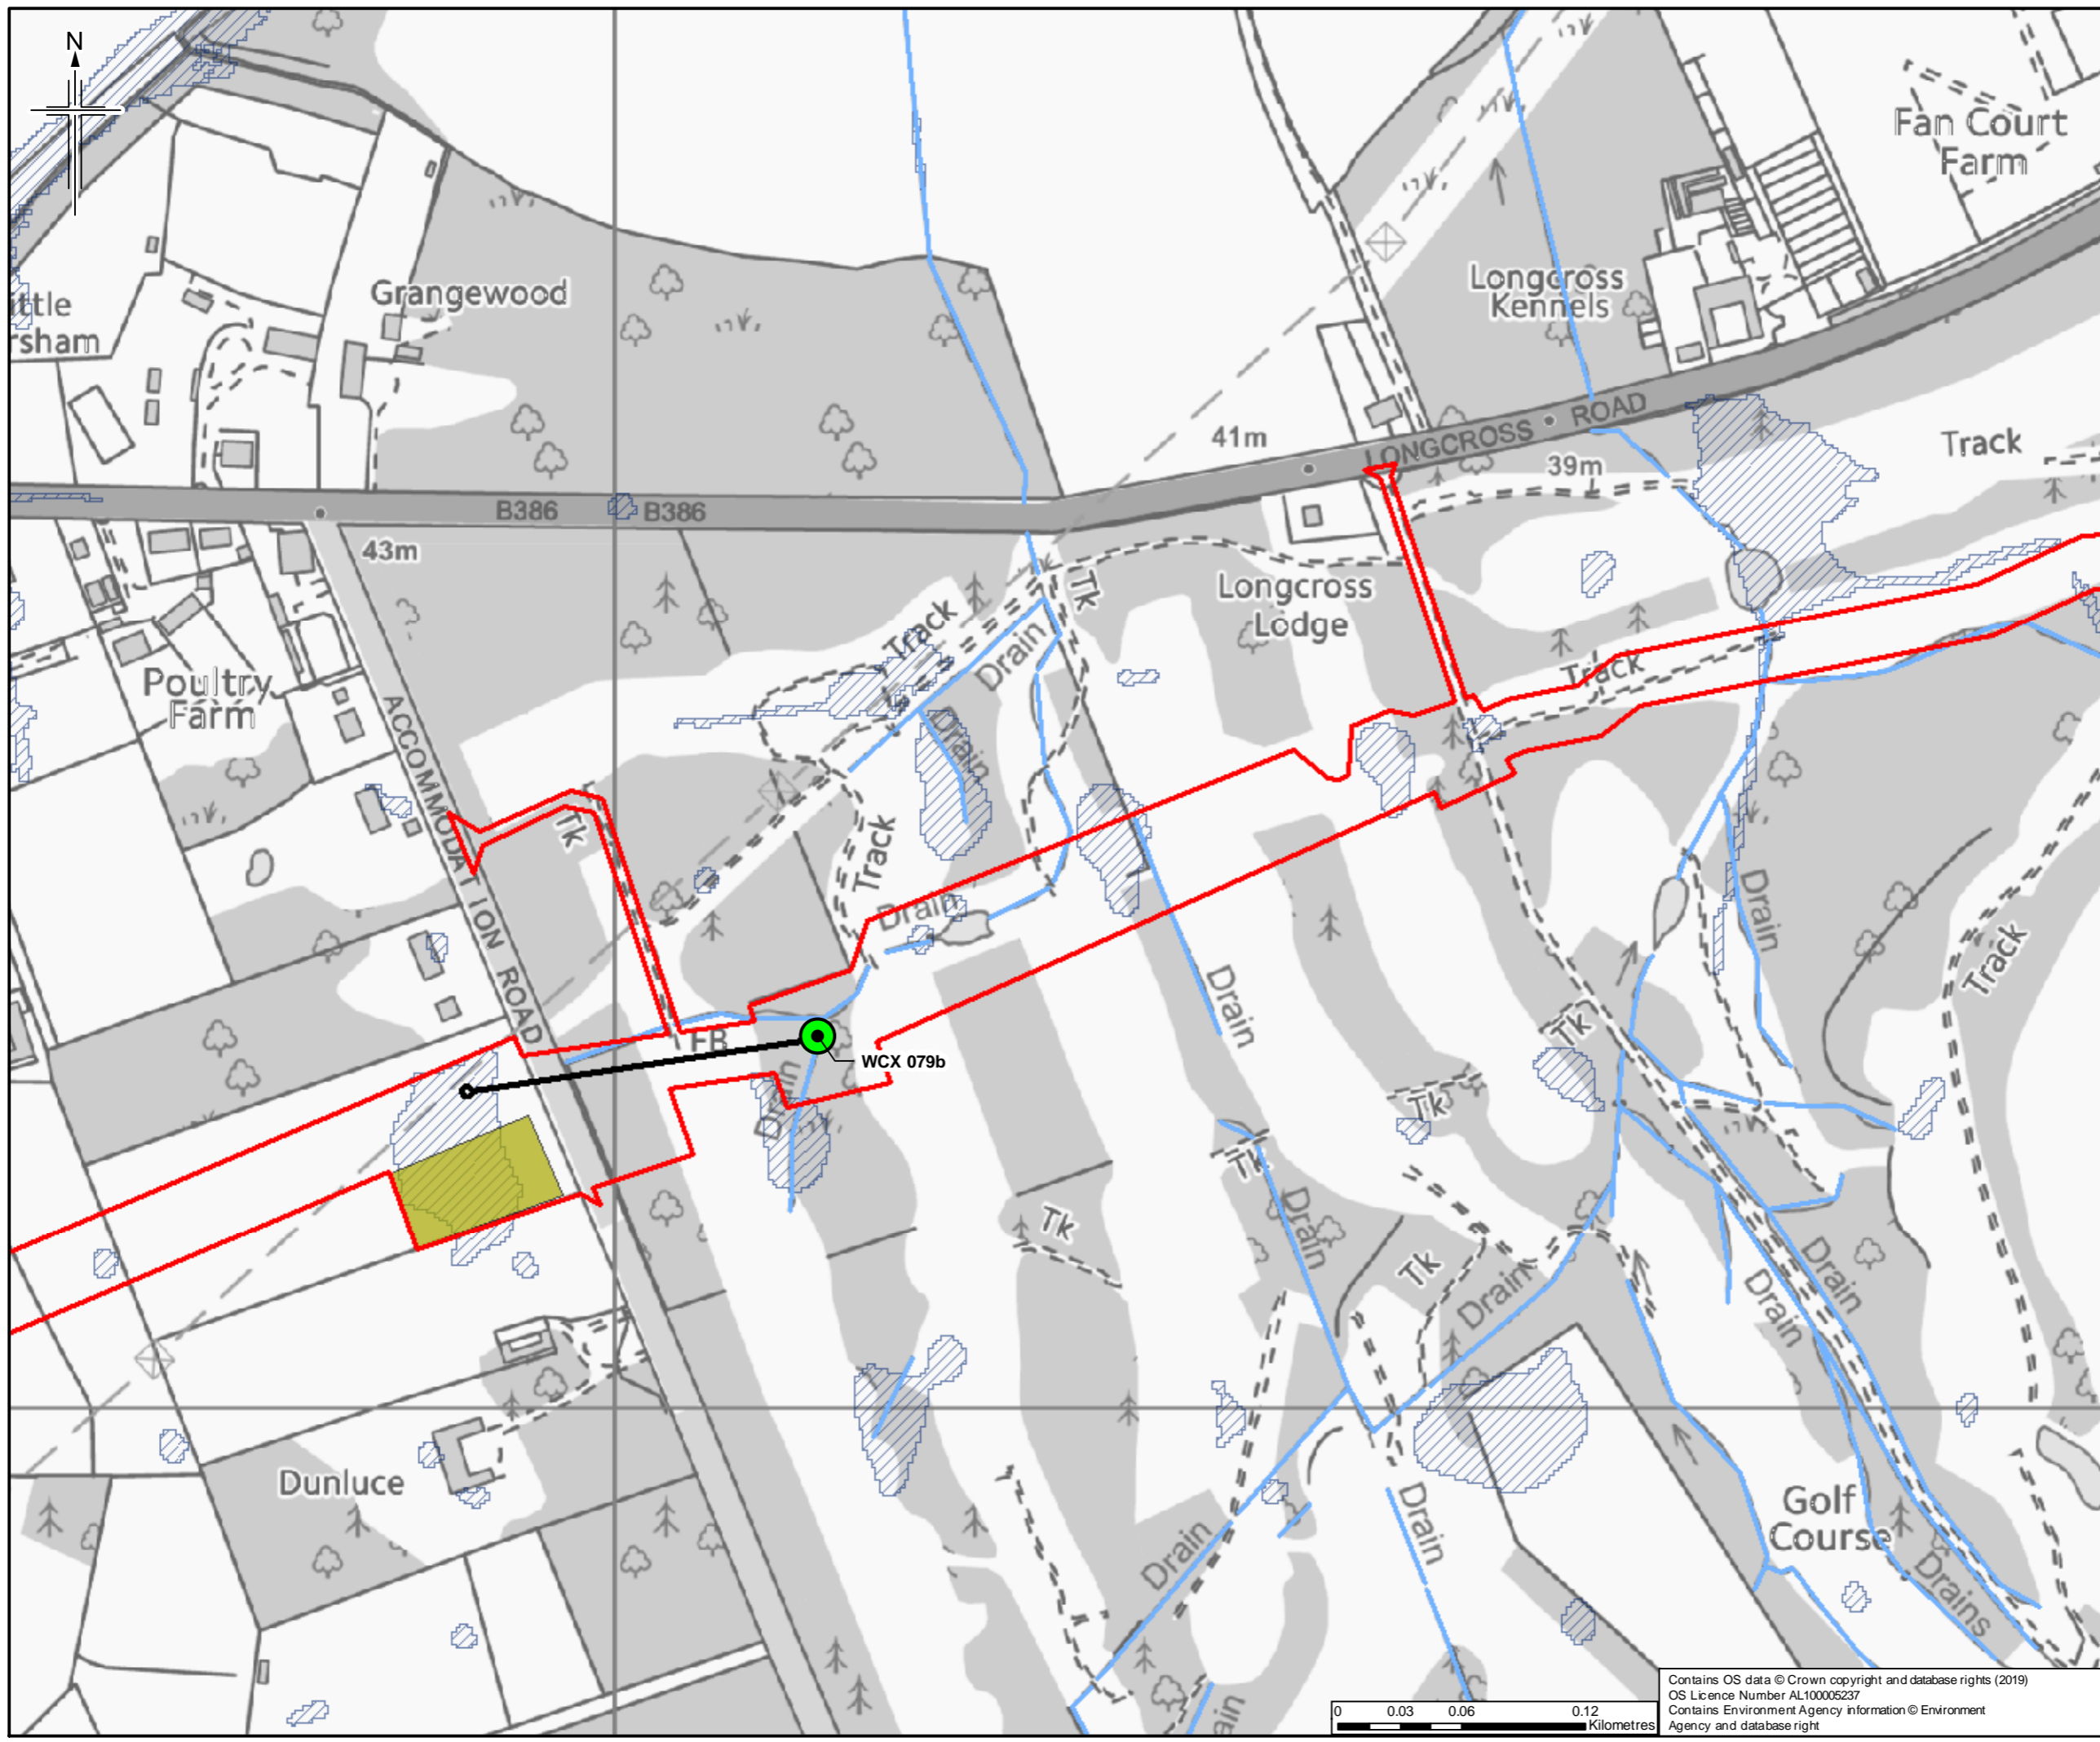 N
Fan Court
Farm
Grangewood
Longcross
Kennels
ittle
rsham
41m
LONGCROSS ROAD
39m
Track
B386
B386
43m
Longcross
Lodge
Tk
Track
Drain
Poultry
Farm
ACCOMMODATION ROAD
Track
Drain
Tk
Track
Drain
Drain
Track
Drain
Tk
FB
WCX 079b
Drain
Tk
Tk
Tk
Drain
Tk
Drain
Drain
Drain
Dunluce
Golf
Course
Drain
Drain
Drains
ain
0 0.03 0.06 0.12
Kilometres
Contains OS data © Crown copyright and database rights (2019)
OS Licence Number AL100005237
Contains Environment Agency information © Environment
Agency and database right